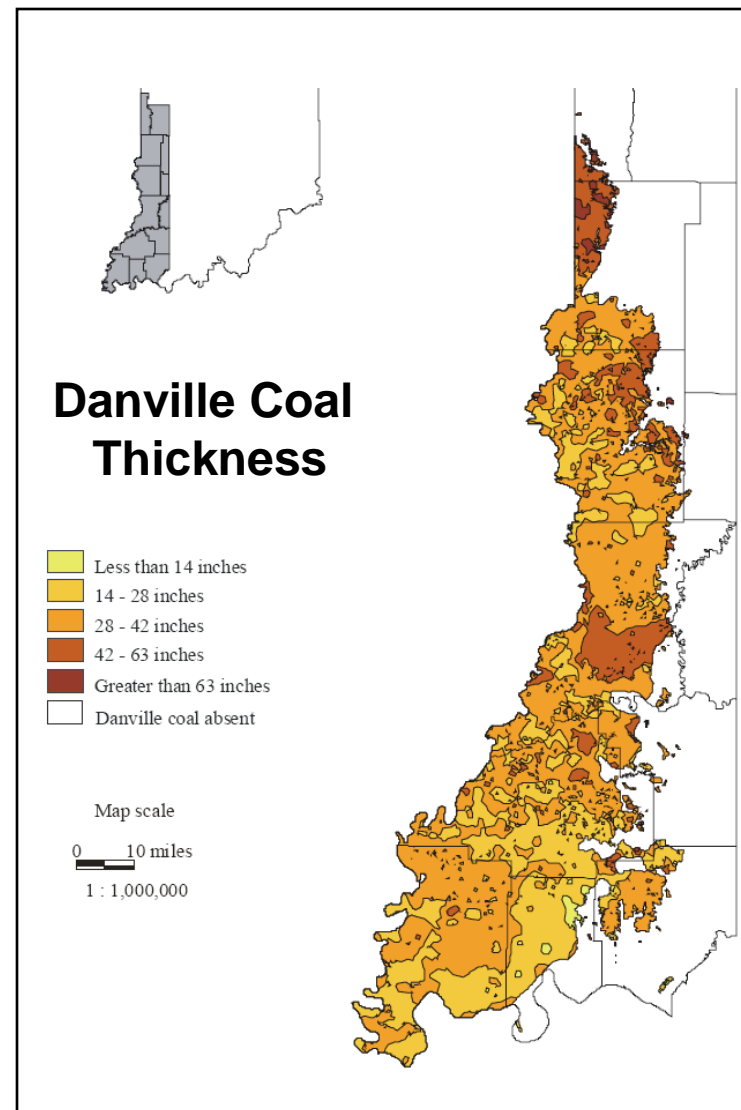 Danville Coal
Thickness
Less than 14 inches
14 - 28 inches
28 - 42 inches
42 - 63 inches
Greater than 63 inches
Danville coal absent
Map scale
0 10 miles
1 : 1,000,000